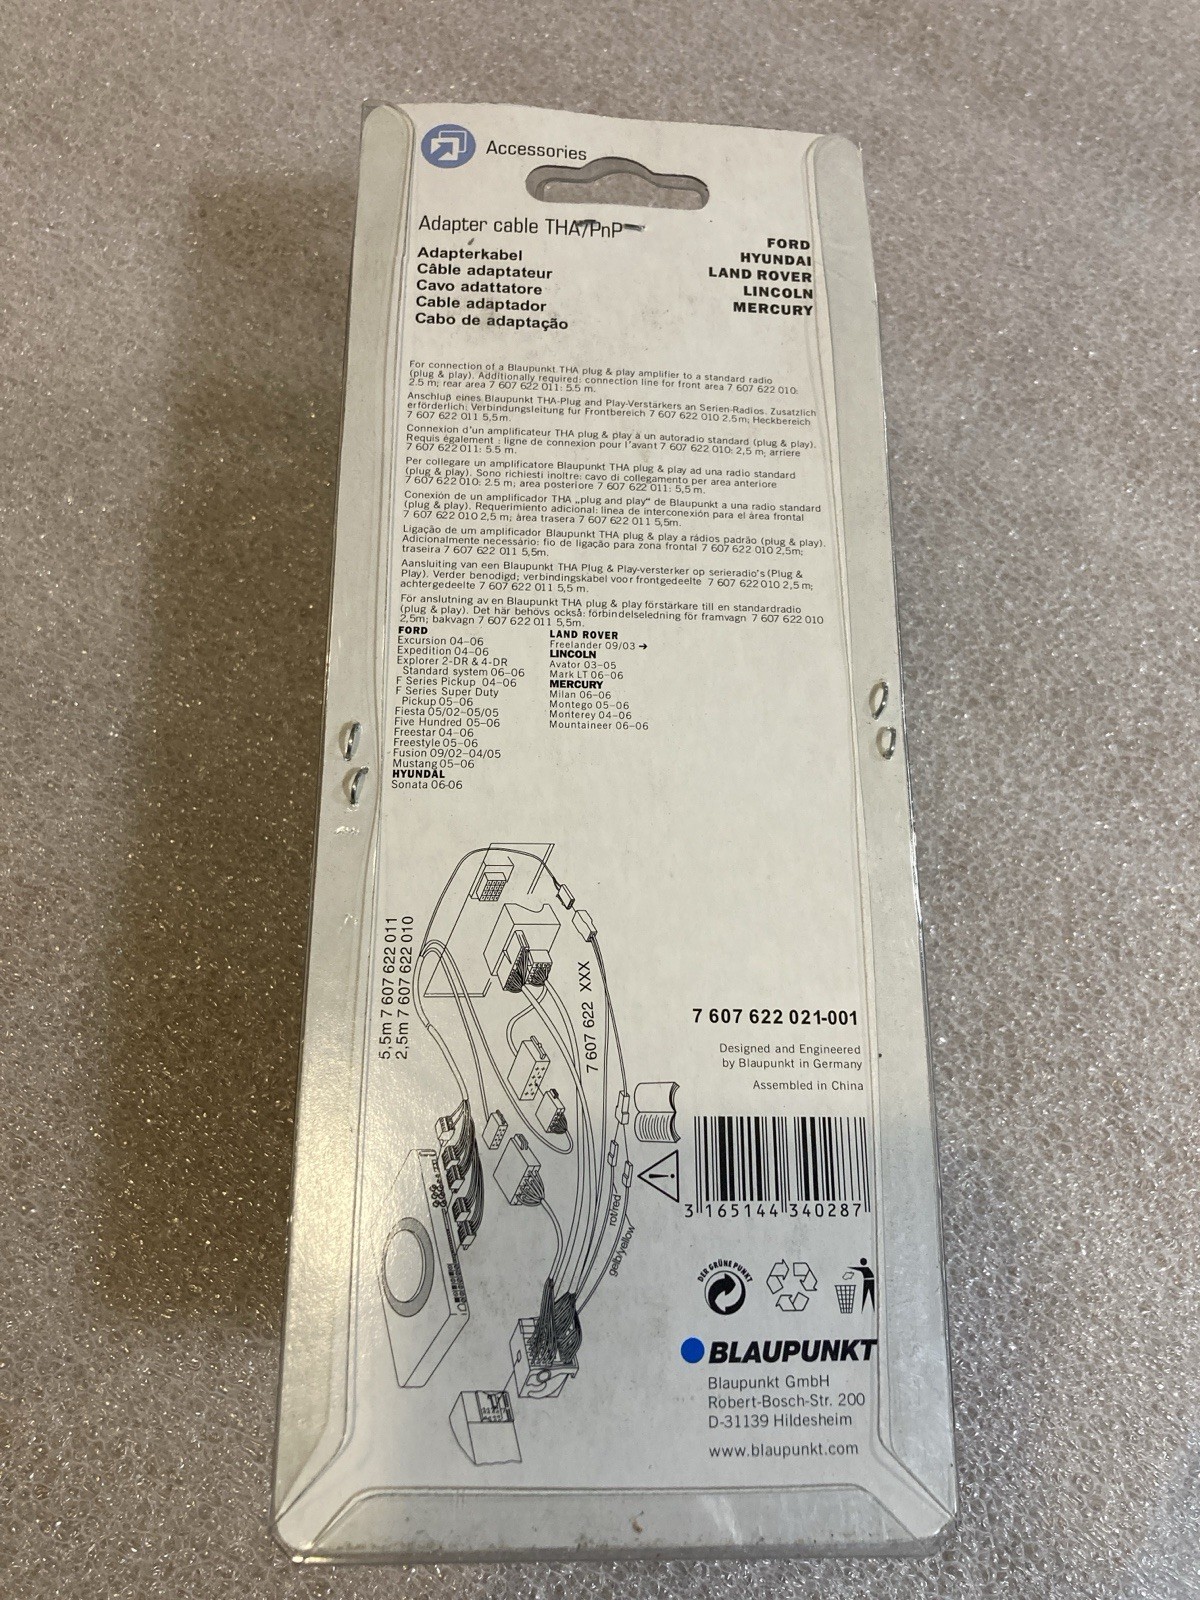 Accessories
Adapter cable THA/PnP
Adapterkabel
Câble adaptateur
Cavo adattatore
Cable adaptador
Cabo de adaptação
FORD
HYUNDAI
LAND ROVER
LINCOLN
MERCURY
For connection of a Blaupunkt THA plug & play amplifier to a standard radio
(plug & play). Additionally required: connection line for front area 7 607 622 010:
2.5 m; rear area 7 607 622 011: 5.5 m.
Anschluß eines Blaupunkt THA-Plug and Play-Verstärkers an Serien-Radios. Zusätzlich
erforderlich: Verbindungsleitung für Frontbereich 7 607 622 010 2,5m; Heckbereich
7 607 622 011 5,5m.
Connexion d'un amplificateur THA plug & play à un autoradio standard (plug & play).
Requis également : ligne de connexion pour l'avant 7 607 622 010: 2,5 m; arriere
7 607 622 011: 5.5 m.
Per collegare un amplificatore Blaupunkt THA plug & play ad una radio standard
(plug & play). Sono richiesti inoltre: cavo di collegamento per area anteriore
7 607 622 010: 2.5 m; area posteriore 7 607 622 011: 5,5 m.
Conexión de un amplificador THA „plug and play" de Blaupunkt a una radio standard
(plug & play). Requerimiento adicional: línea de interconexión para el área frontal
7 607 622 010 2,5 m; área trasera 7 607 622 011 5,5m.
Ligação de um amplificador Blaupunkt THA plug & play a rádios padrão (plug & play).
Adicionalmente necessário: fio de ligação para zona frontal 7 607 622 010 2,5m;
traseira 7 607 622 011 5,5m.
Aansluiting van een Blaupunkt THA Plug & Play-versterker op serieradio's (Plug &
Play). Verder benodigd; verbindingskabel voor frontgedeelte 7 607 622 010 2,5 m;
achtergedeelte 7 607 622 011 5,5 m.
För anslutning av en Blaupunkt THA plug & play förstärkare till en standardradio
(plug & play). Det här behövs också: förbindelseledning för framvagn 7 607 622 010
2,5m; bakvagn 7 607 622 011 5,5m.
FORD
Excursion 04–06
Expedition 04–06
Explorer 2-DR & 4-DR
Standard system 06–06
F Series Pickup 04–06
F Series Super Duty
Pickup 05–06
Fiesta 05/02–05/05
Five Hundred 05–06
Freestar 04–06
Freestyle 05–06
Fusion 09/02–04/05
Mustang 05–06
HYUNDAI
Sonata 06-06
LAND ROVER
Freelander 09/03 →
LINCOLN
Avator 03–05
Mark LT 06–06
MERCURY
Milan 06–06
Montego 05–06
Monterey 04–06
Mountaineer 06–06
5,5m 7 607 622 011
2,5m 7 607 622 010
7 607 622 XXX
rot/red
gelb/yellow
7 607 622 021-001
Designed and Engineered
by Blaupunkt in Germany
Assembled in China
3 165144 340287
DER GRÜNE PUNKT
BLAUPUNKT
Blaupunkt GmbH
Robert-Bosch-Str. 200
D-31139 Hildesheim
www.blaupunkt.com